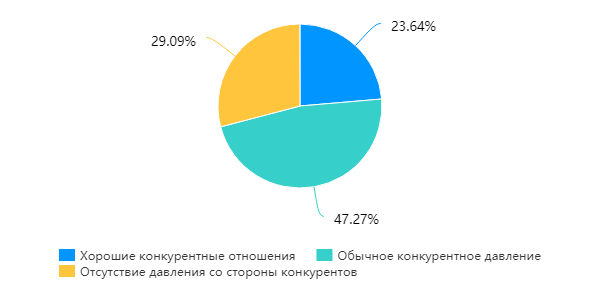 23.64%
29.09%
47.27%
Хорошие конкурентные отношения
Обычное конкурентное давление
Отсутствие давления со стороны конкурентов